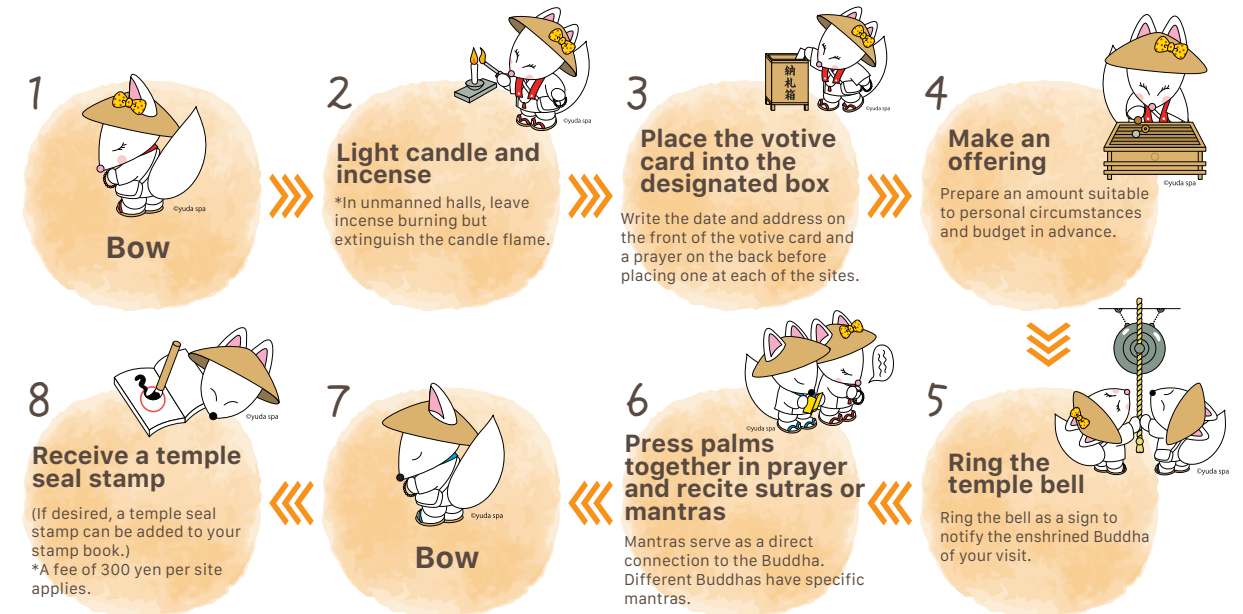 1
©yuda spa
Bow
2
©yuda spa
Light candle and
incense
*In unmanned halls, leave
incense burning but
extinguish the candle flame.
3
納札箱
©yuda spa
Place the votive
card into the
designated box
Write the date and address on
the front of the votive card and
a prayer on the back before
placing one at each of the sites.
4
©yuda spa
Make an
offering
Prepare an amount suitable
to personal circumstances
and budget in advance.
5
©yuda spa
Ring the
temple bell
Ring the bell as a sign to
notify the enshrined Buddha
of your visit.
6
©yuda spa
Press palms
together in prayer
and recite sutras or
mantras
Mantras serve as a direct
connection to the Buddha.
Different Buddhas have specific
mantras.
7
©yuda spa
Bow
8
©yuda spa
Receive a temple
seal stamp
(If desired, a temple seal
stamp can be added to your
stamp book.)
*A fee of 300 yen per site
applies.